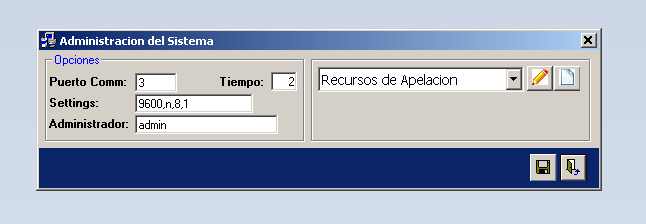 Administracion del Sistema
Opciones
Puerto Comm: 3 Tiempo: 2
Settings: 9600,n,8,1
Administrador: admin
Recursos de Apelacion